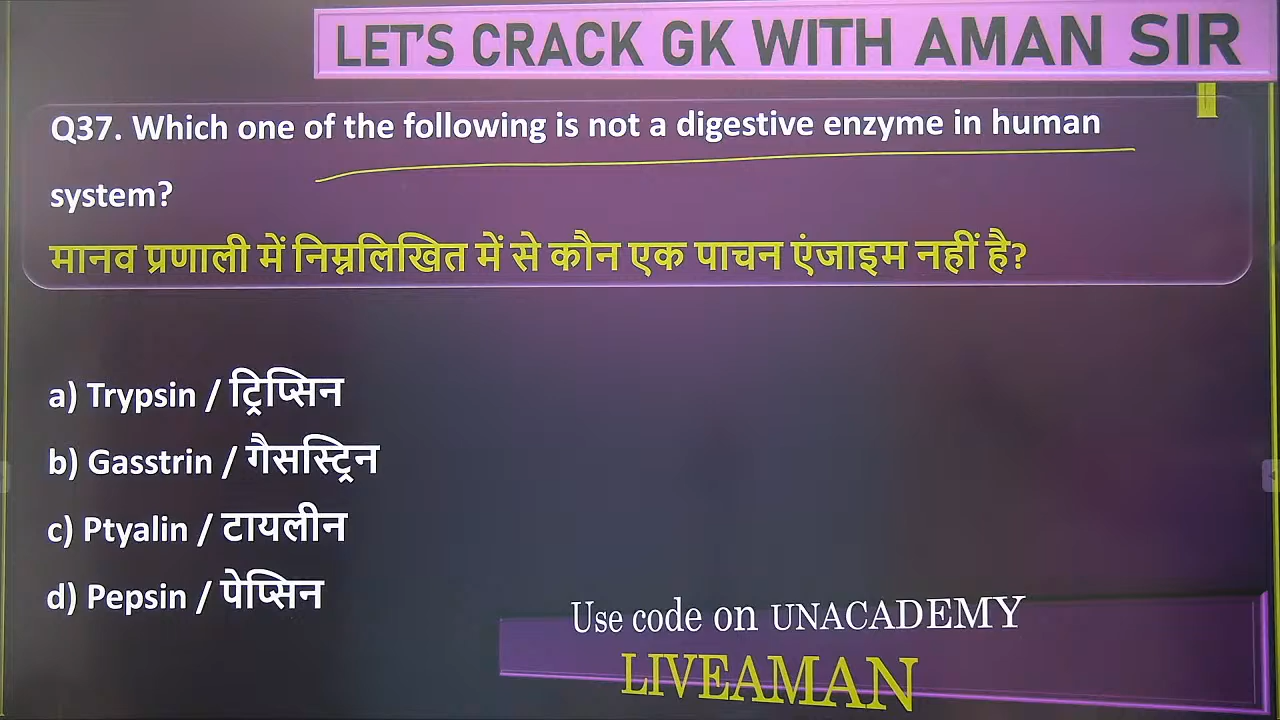 LET'S CRACK GK WITH AMAN SIR
Q37. Which one of the following is not a digestive enzyme in human
system?
मानव प्रणाली में निम्नलिखित में से कौन एक पाचन एंजाइम नहीं है?
a) Trypsin / ट्रिप्सिन
b) Gasstrin / गैसस्ट्रिन
c) Ptyalin / टायलीन
d) Pepsin / पेप्सिन
Use code on UNACADEMY
LIVEAMAN